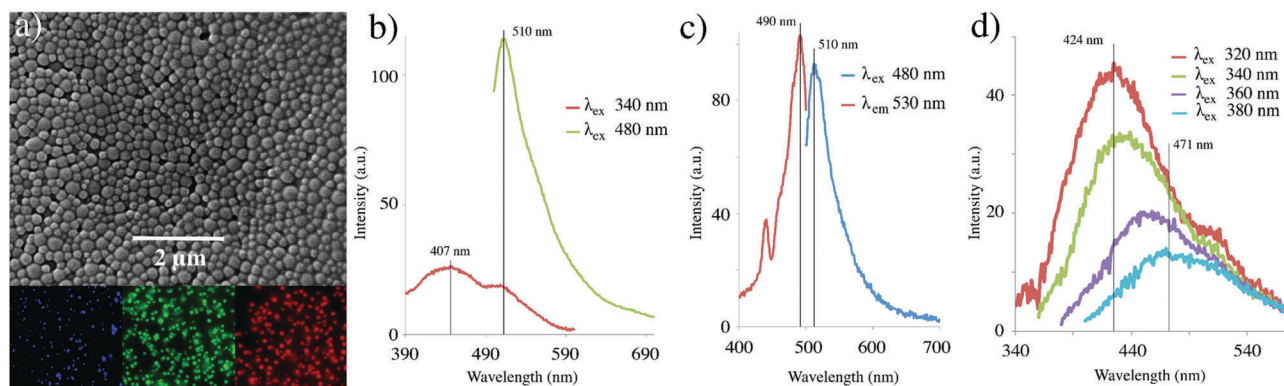 a)
2 μm
b)
510 nm
407 nm
λex 340 nm
λex 480 nm
Intensity (a.u.)
100
50
0
390 490 590 690
Wavelength (nm)
c)
490 nm
510 nm
λex 480 nm
λem 530 nm
Intensity (a.u.)
80
40
0
400 500 600 700
Wavelength (nm)
d)
424 nm
471 nm
λex 320 nm
λex 340 nm
λex 360 nm
λex 380 nm
Intensity (a.u.)
40
20
0
340 440 540
Wavelength (nm)